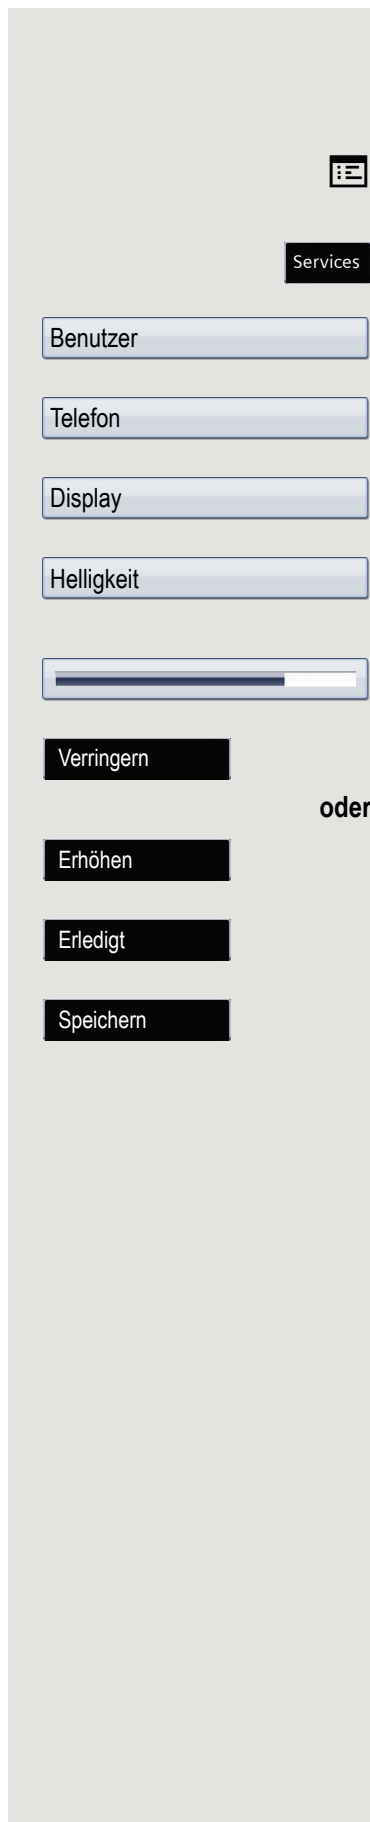 Services
Benutzer
Telefon
Display
Helligkeit
Verringern
oder
Erhöhen
Erledigt
Speichern